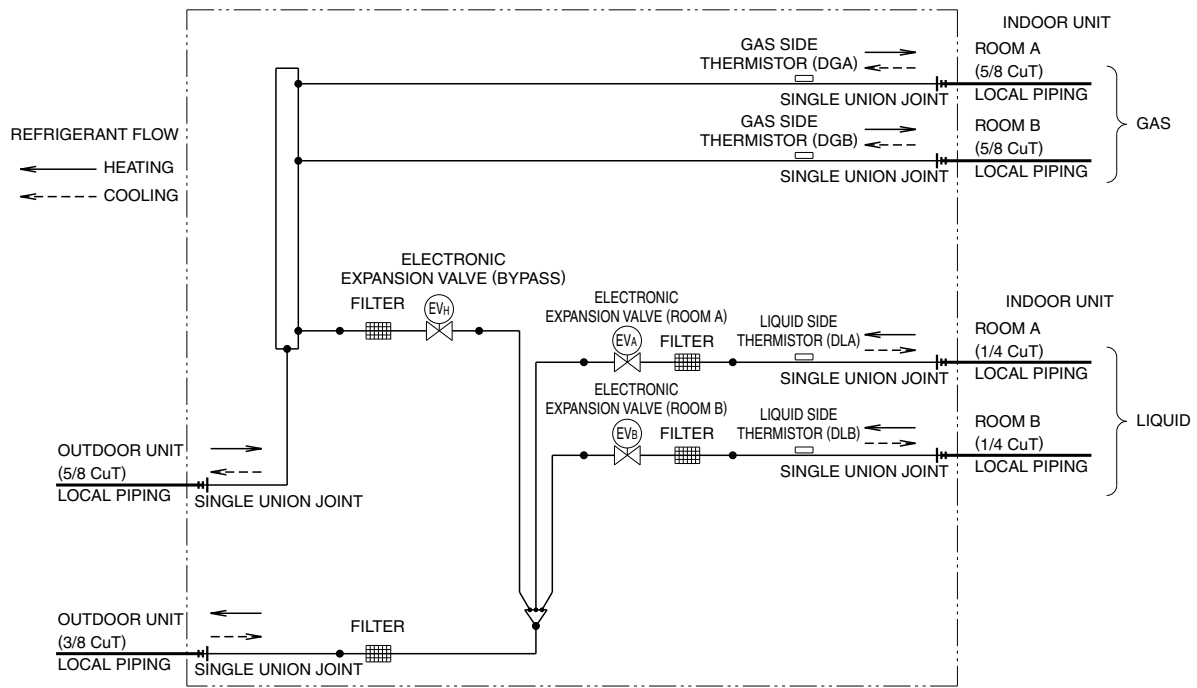 INDOOR UNIT
GAS SIDE
THERMISTOR (DGA)
ROOM A
(5/8 CuT)
LOCAL PIPING
SINGLE UNION JOINT
GAS SIDE
THERMISTOR (DGB)
ROOM B
(5/8 CuT)
LOCAL PIPING
SINGLE UNION JOINT
GAS
REFRIGERANT FLOW
HEATING
COOLING
ELECTRONIC
EXPANSION VALVE (BYPASS)
FILTER
EVH
ELECTRONIC
EXPANSION VALVE (ROOM A)
EVA
FILTER
LIQUID SIDE
THERMISTOR (DLA)
SINGLE UNION JOINT
INDOOR UNIT
ROOM A
(1/4 CuT)
LOCAL PIPING
ELECTRONIC
EXPANSION VALVE (ROOM B)
EVB
FILTER
LIQUID SIDE
THERMISTOR (DLB)
SINGLE UNION JOINT
ROOM B
(1/4 CuT)
LOCAL PIPING
LIQUID
OUTDOOR UNIT
(5/8 CuT)
LOCAL PIPING
SINGLE UNION JOINT
OUTDOOR UNIT
(3/8 CuT)
LOCAL PIPING
SINGLE UNION JOINT
FILTER